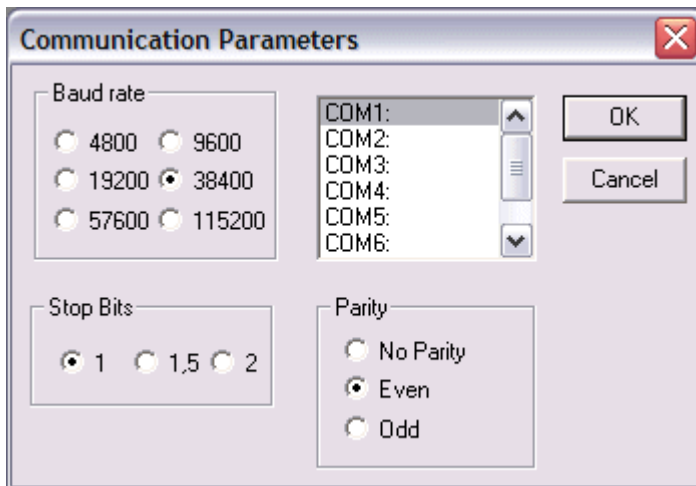 Communication Parameters
Baud rate
4800 9600
19200 38400
57600 115200
COM1:
COM2:
COM3:
COM4:
COM5:
COM6:
OK
Cancel
Stop Bits
1 1,5 2
Parity
No Parity
Even
Odd